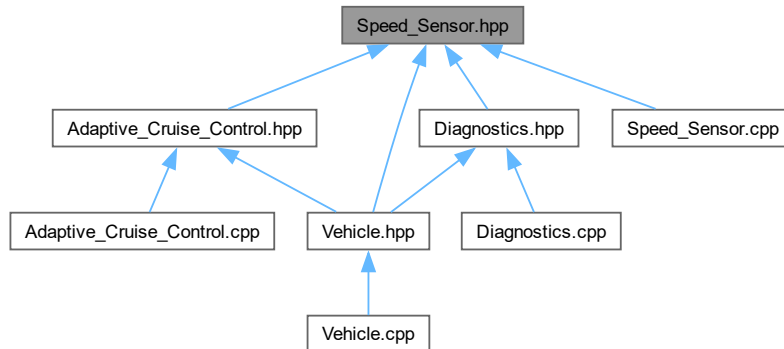 Speed_Sensor.hpp
Adaptive_Cruise_Control.hpp
Diagnostics.hpp
Speed_Sensor.cpp
Adaptive_Cruise_Control.cpp
Vehicle.hpp
Diagnostics.cpp
Vehicle.cpp